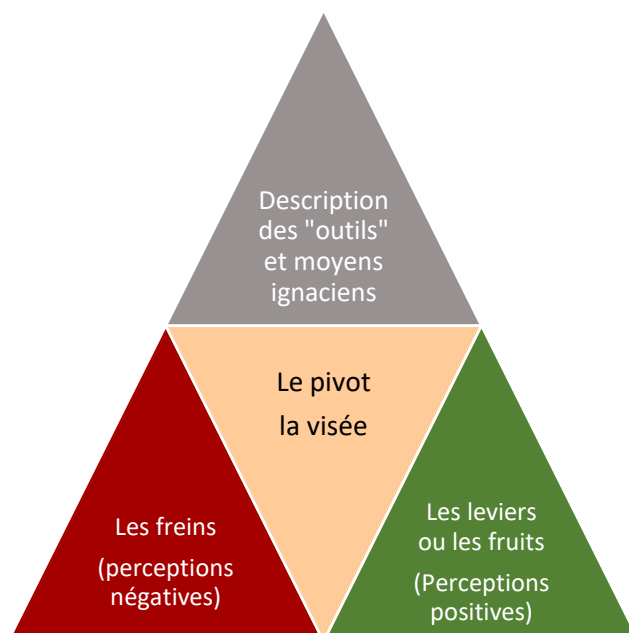 Description
des "outils"
et moyens
ignaciens
Le pivot
la visée
Les freins
(perceptions
négatives)
Les leviers
ou les fruits
(Perceptions
positives)